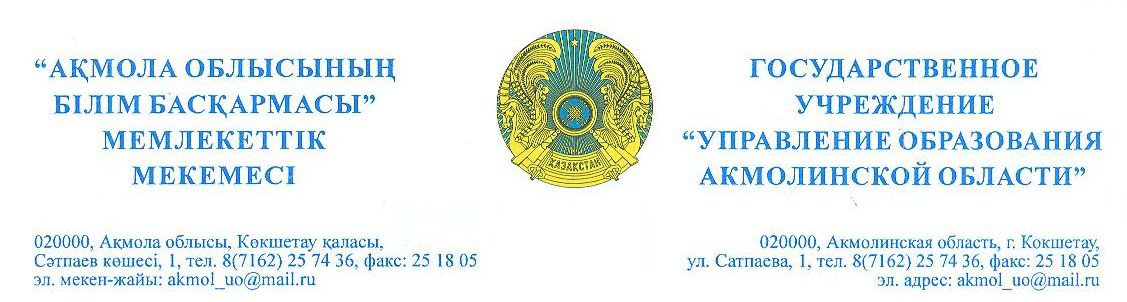 “АҚМОЛА ОБЛЫСЫНЫҢ
БІЛІМ БАСҚАРМАСЫ”
МЕМЛЕКЕТТІК
МЕКЕМЕСІ
020000, Ақмола облысы, Көкшетау қаласы,
Сәтпаев көшесі, 1, тел. 8(7162) 25 74 36, факс: 25 18 05
эл. мекен-жайы: akmol_uo@mail.ru
ҚАЗАҚСТАН
ГОСУДАРСТВЕННОЕ
УЧРЕЖДЕНИЕ
“УПРАВЛЕНИЕ ОБРАЗОВАНИЯ
АКМОЛИНСКОЙ ОБЛАСТИ”
020000, Акмолинская область, г. Кокшетау,
ул. Сатпаева, 1, тел. 8(7162) 25 74 36, факс: 25 18 05
эл. адрес: akmol_uo@mail.ru